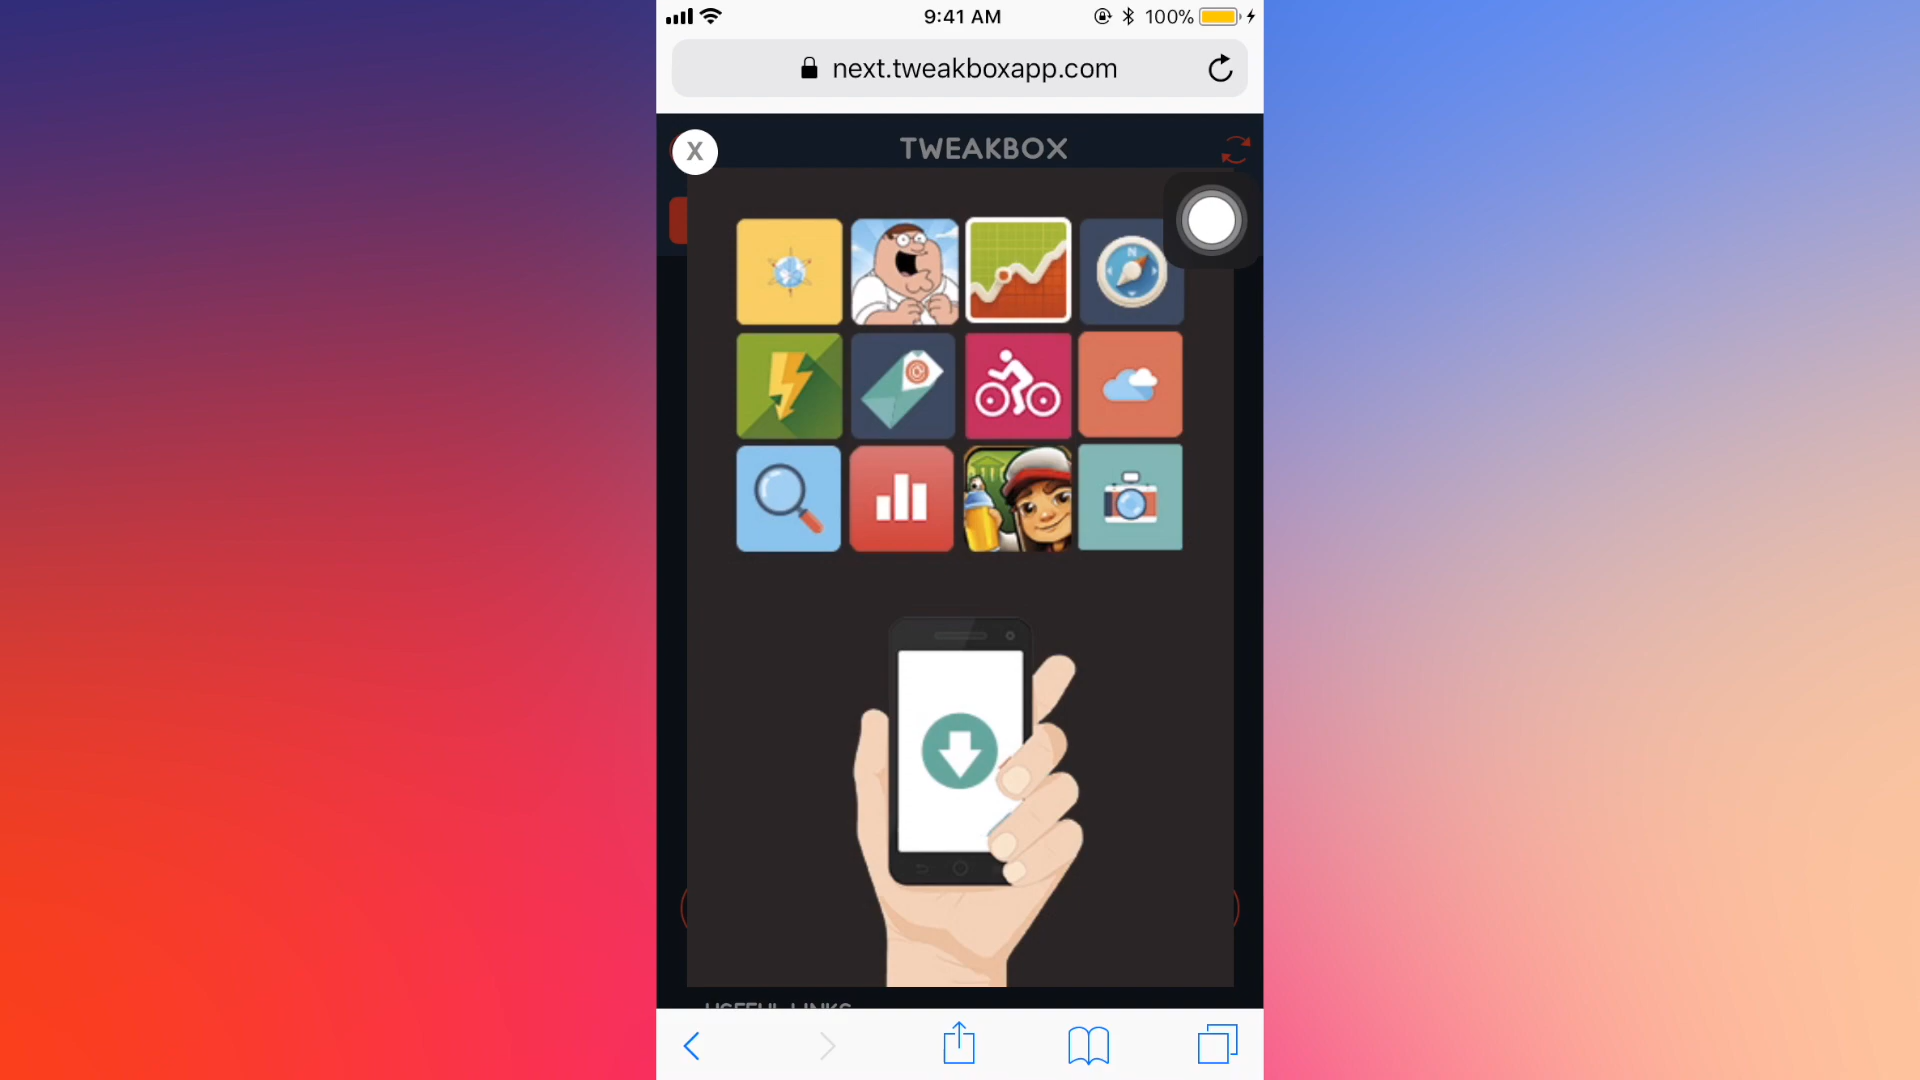 9:41 AM
100%
next.tweakboxapp.com
X
TWEAKBOX
N
USEFUL LINKS